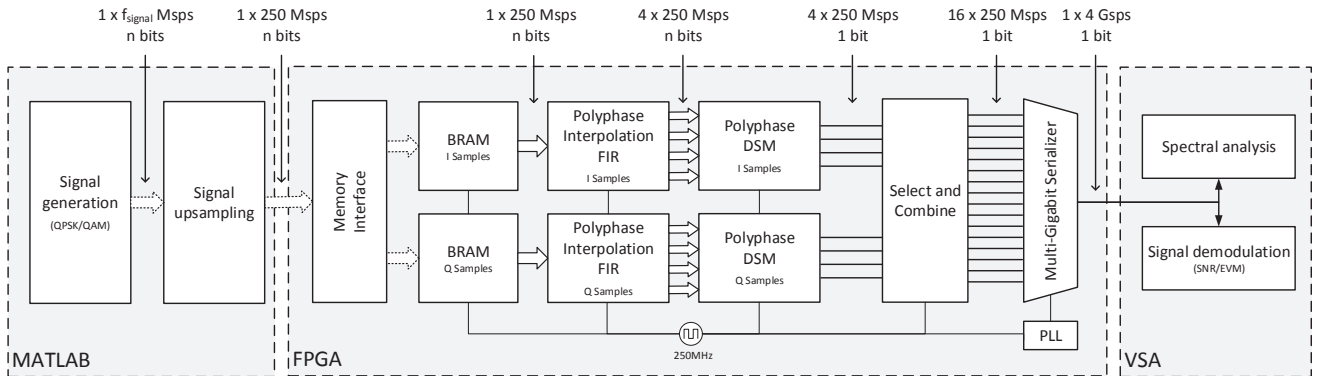 1 x fsignal Msps
n bits
1 x 250 Msps
n bits
1 x 250 Msps
n bits
4 x 250 Msps
n bits
4 x 250 Msps
1 bit
16 x 250 Msps
1 bit
1 x 4 Gsps
1 bit
Signal
generation
(QPSK/QAM)
Signal
upsampling
MATLAB
Memory
Interface
BRAM
I Samples
Polyphase
Interpolation
FIR
I Samples
Polyphase
DSM
I Samples
BRAM
Q Samples
Polyphase
Interpolation
FIR
Q Samples
Polyphase
DSM
Q Samples
Select and
Combine
Multi-Gigabit Serializer
PLL
250MHz
FPGA
Spectral analysis
Signal demodulation
(SNR/EVM)
VSA